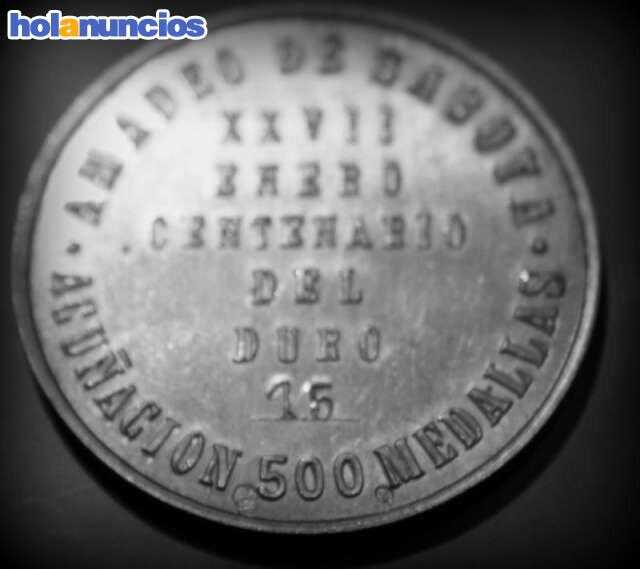 holanuncios
AMADEO DE SABOYA
XXVII
ENERO
CENTENARIO
DEL
DURO
15
ACUÑACION 500 MEDALLAS